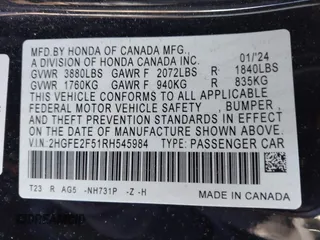 MFD.BY HONDA OF CANADA MFG.,
A DIVISION OF HONDA CANADA INC. 01/'24
GVWR 3880LBS GAWR F 2072LBS R 1840LBS
GVWR 1760KG GAWR F 940KG R 835KG
THIS VEHICLE CONFORMS TO ALL APPLICABLE
FEDERAL MOTOR VEHICLE SAFETY , BUMPER ,
AND THEFT PREVENTION STANDARDS IN EFFECT
ON THE DATE OF MANUFACTURE SHOWN ABOVE.
V.I.N: 2HGFE2F51RH545984 TYPE: PASSENGER CAR
T23 R AG5 -NH731P -Z -H
MADE IN CANADA